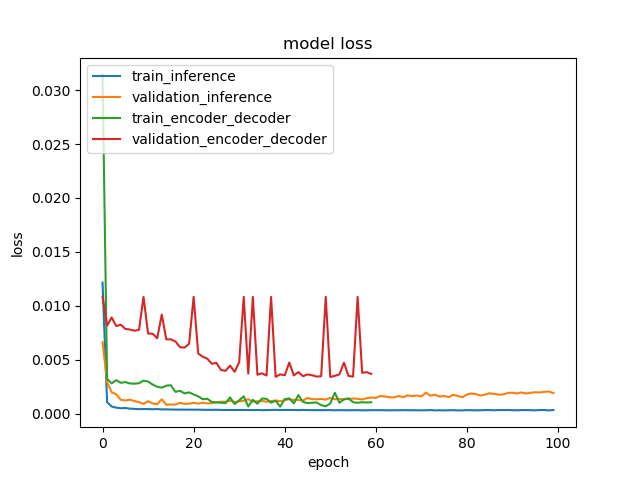 model loss
train_inference
validation_inference
train_encoder_decoder
validation_encoder_decoder
0.030
0.025
0.020
0.015
0.010
0.005
0.000
loss
0 20 40 60 80 100
epoch